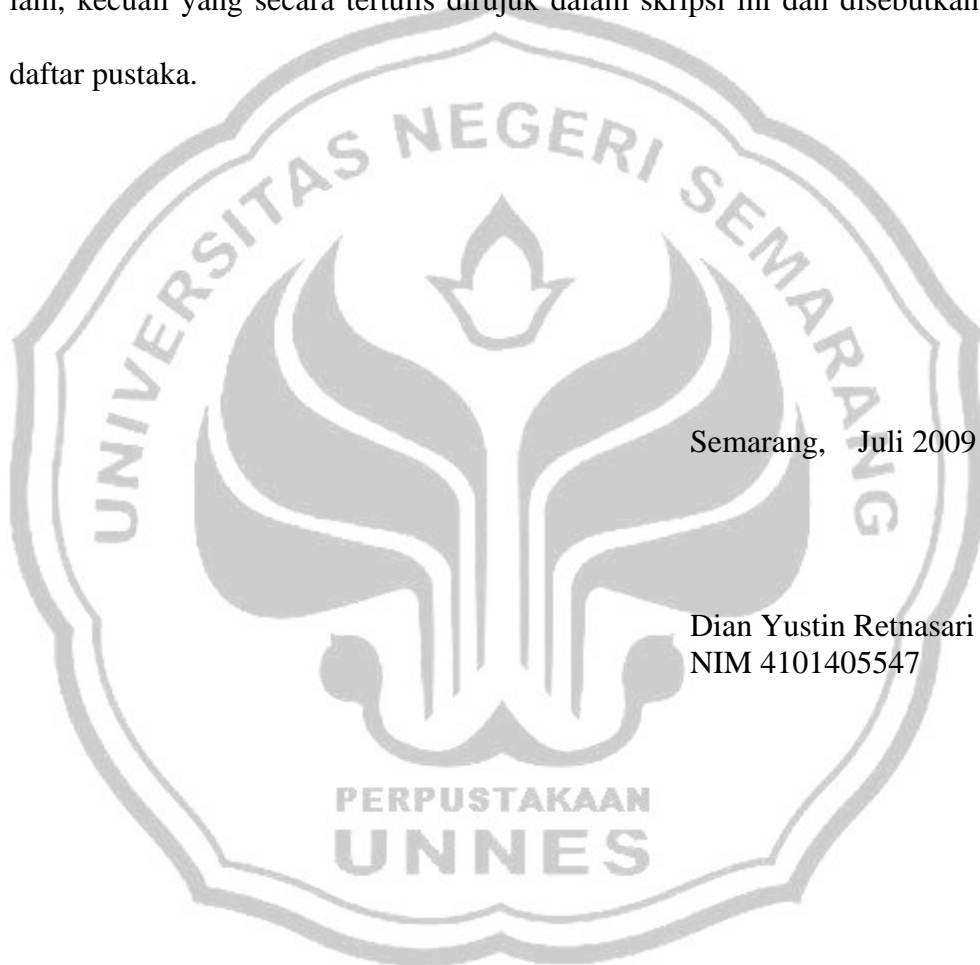 lain, kecuali yang secara tertulis dirujuk dalam skripsi ini dan disebutkan
daftar pustaka.
UNIVERSITAS NEGERI SEMARANG
Semarang, Juli 2009
Dian Yustin Retnasari
NIM 4101405547
PERPUSTAKAAN
UNNES